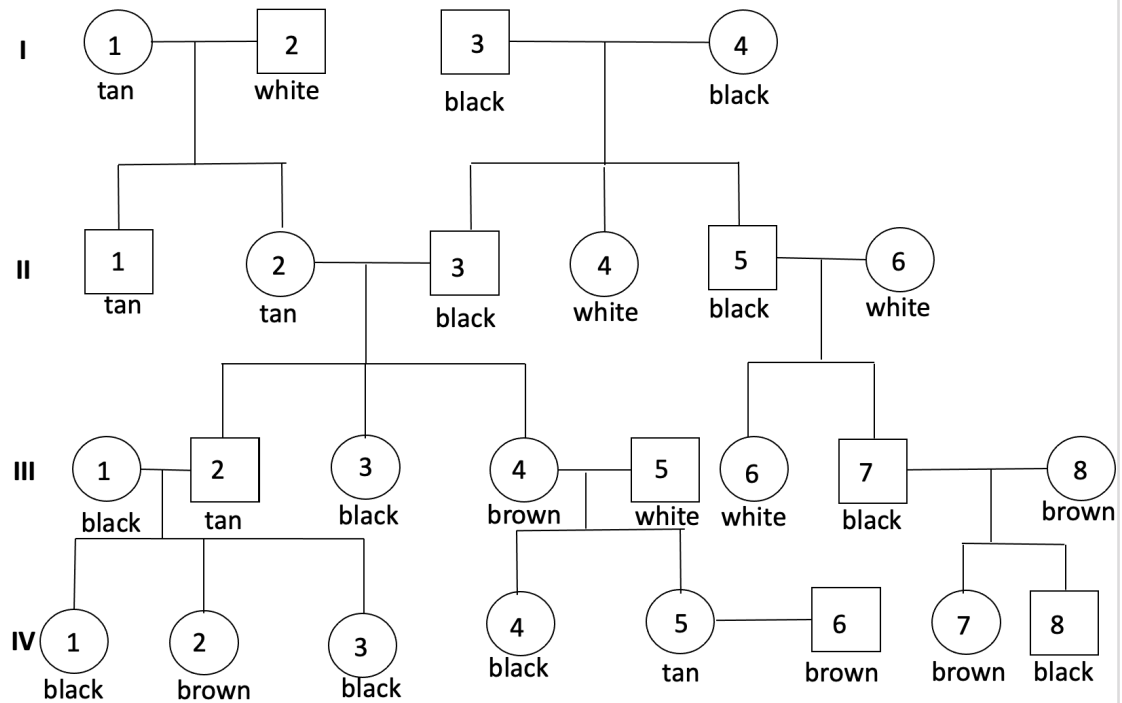 I 1 2 3 4
tan white black black
II 1 2 3 4 5 6
tan tan black white black white
III 1 2 3 4 5 6 7 8
black tan black brown white white black brown
IV 1 2 3 4 5 6 7 8
black brown black black tan brown brown black